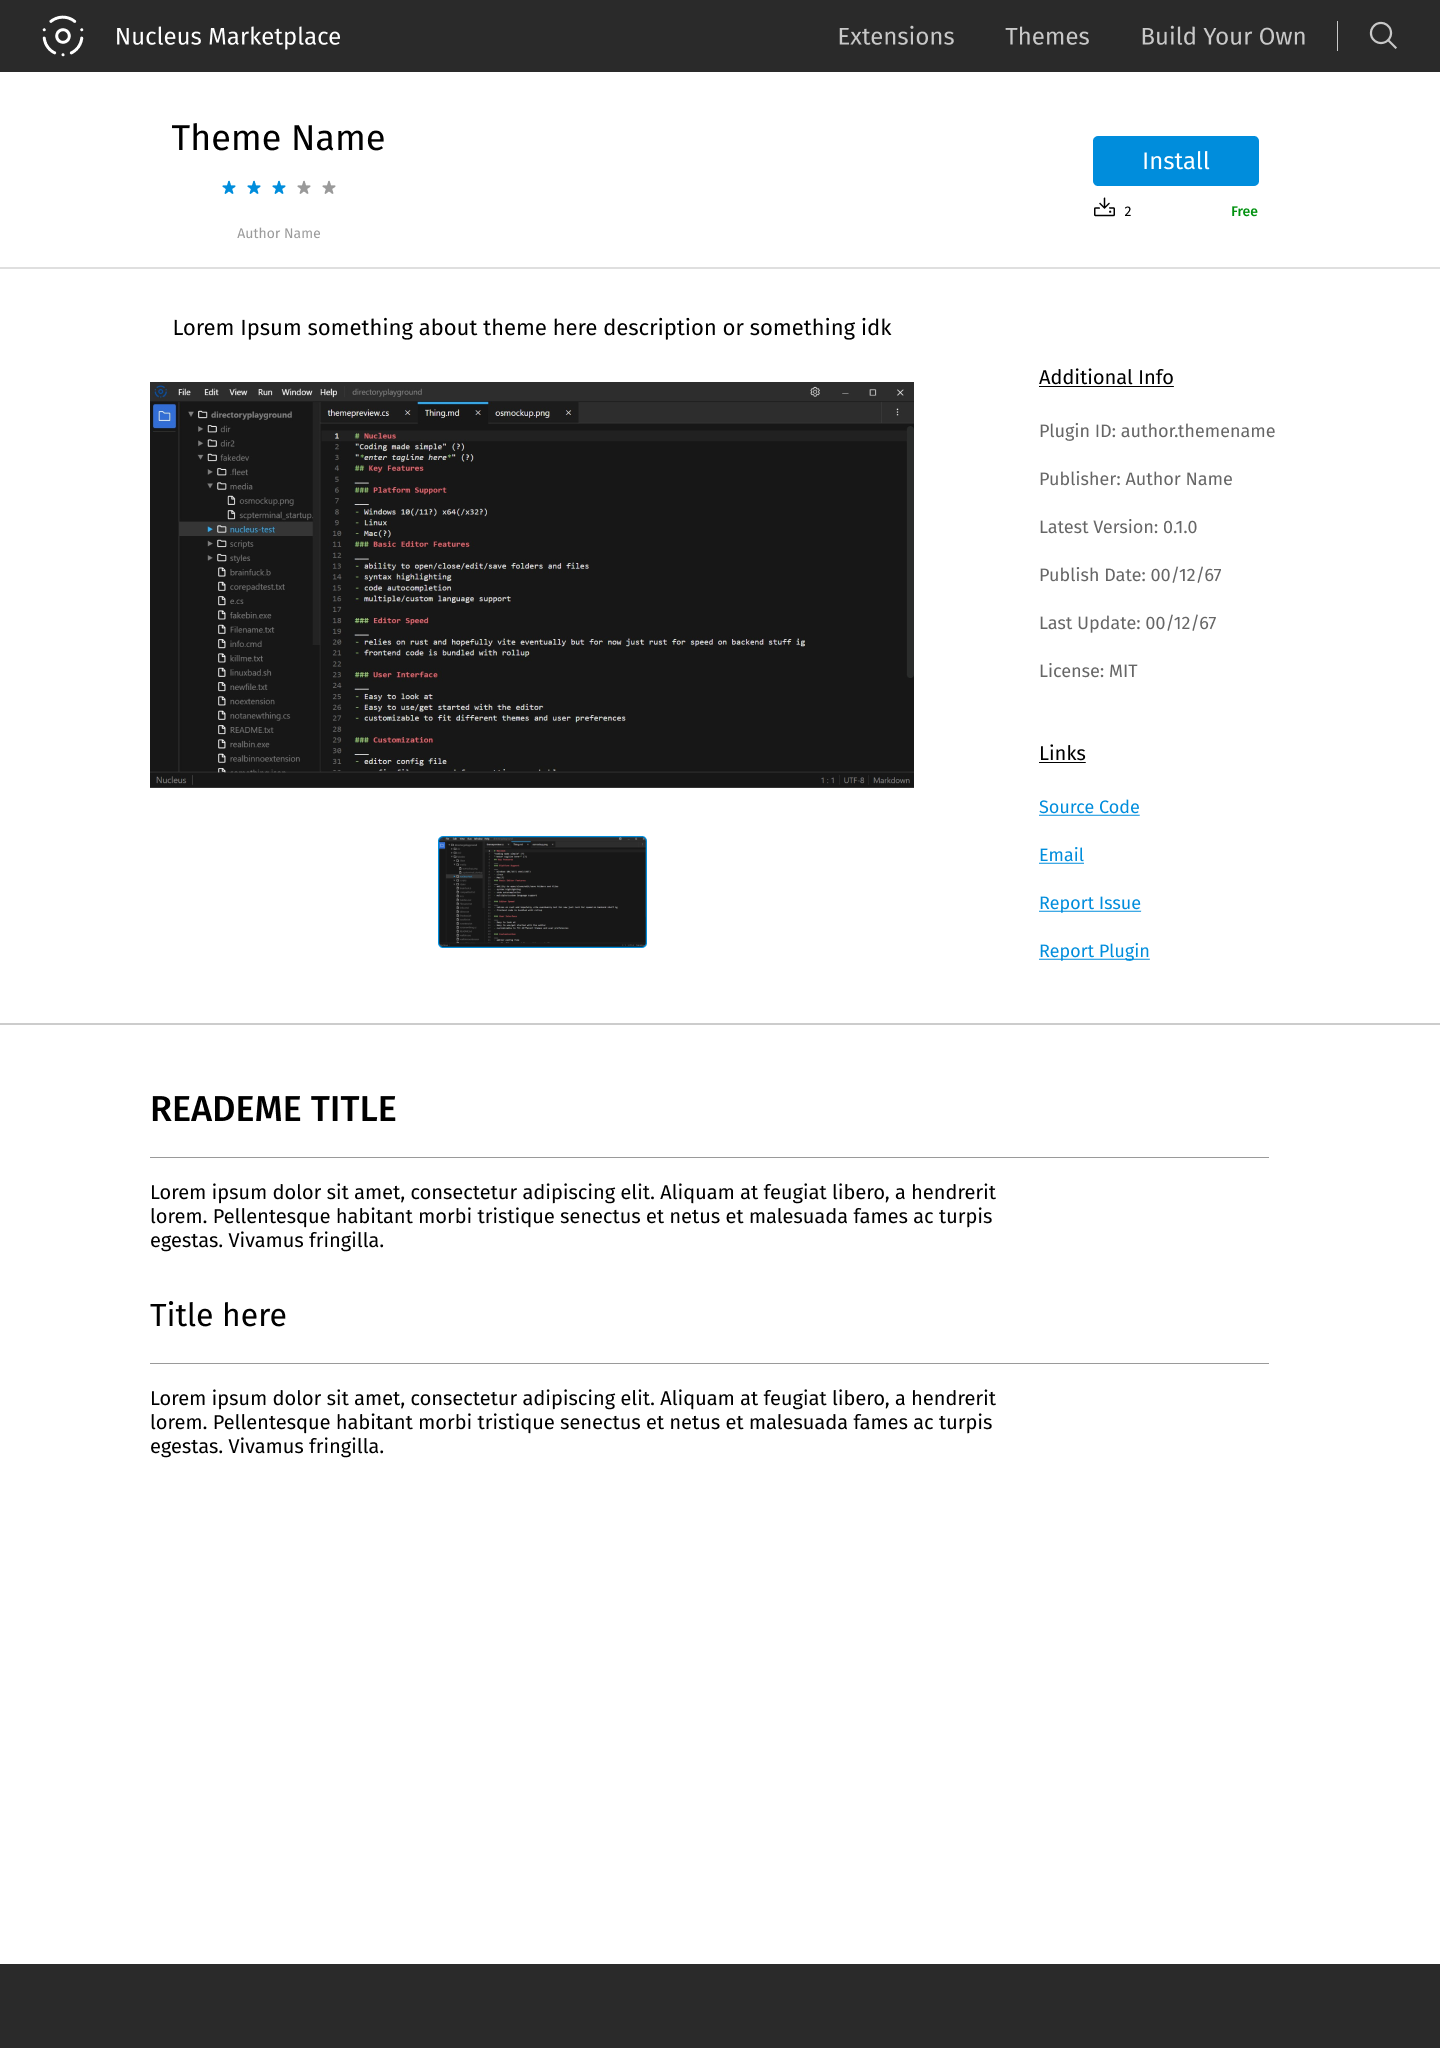 Nucleus Marketplace
Extensions
Themes
Build Your Own
Theme Name
Install
Author Name
2
Free
Lorem Ipsum something about theme here description or something idk
File Edit View Run Window Help directoryplayground
directoryplayground
dir
dir2
fakedev
.fleet
media
osmockup.png
scpterminal_startup.
nucleus-test
scripts
styles
brainfuck.b
corepadtest.txt
e.cs
fakebin.exe
Filename.txt
info.cmd
killme.txt
linuxbad.sh
newfile.txt
noextension
notanewthing.cs
README.txt
realbin.exe
realbinnoextension
themepreview.cs
Thing.md
osmockup.png
1 # Nucleus
2 "Coding made simple" (?)
3 "*enter tagline here*" (?)
4 ## Key Features
5 ___
6 ### Platform Support
7 ___
8 - Windows 10(/11?) x64(/x32?)
9 - Linux
10 - Mac(?)
11 ### Basic Editor Features
12 ___
13 - ability to open/close/edit/save folders and files
14 - syntax highlighting
15 - code autocompletion
16 - multiple/custom language support
17
18 ### Editor Speed
19 ___
20 - relies on rust and hopefully vite eventually but for now just rust for speed on backend stuff ig
21 - frontend code is bundled with rollup
22
23 ### User Interface
24 ___
25 - Easy to look at
26 - Easy to use/get started with the editor
27 - customizable to fit different themes and user preferences
28
29 ### Customization
30 ___
31 - editor config file
Nucleus
1 : 1 UTF-8 Markdown
Additional Info
Plugin ID: author.themename
Publisher: Author Name
Latest Version: 0.1.0
Publish Date: 00/12/67
Last Update: 00/12/67
License: MIT
Links
Source Code
Email
Report Issue
Report Plugin
READEME TITLE
Lorem ipsum dolor sit amet, consectetur adipiscing elit. Aliquam at feugiat libero, a hendrerit
lorem. Pellentesque habitant morbi tristique senectus et netus et malesuada fames ac turpis
egestas. Vivamus fringilla.
Title here
Lorem ipsum dolor sit amet, consectetur adipiscing elit. Aliquam at feugiat libero, a hendrerit
lorem. Pellentesque habitant morbi tristique senectus et netus et malesuada fames ac turpis
egestas. Vivamus fringilla.